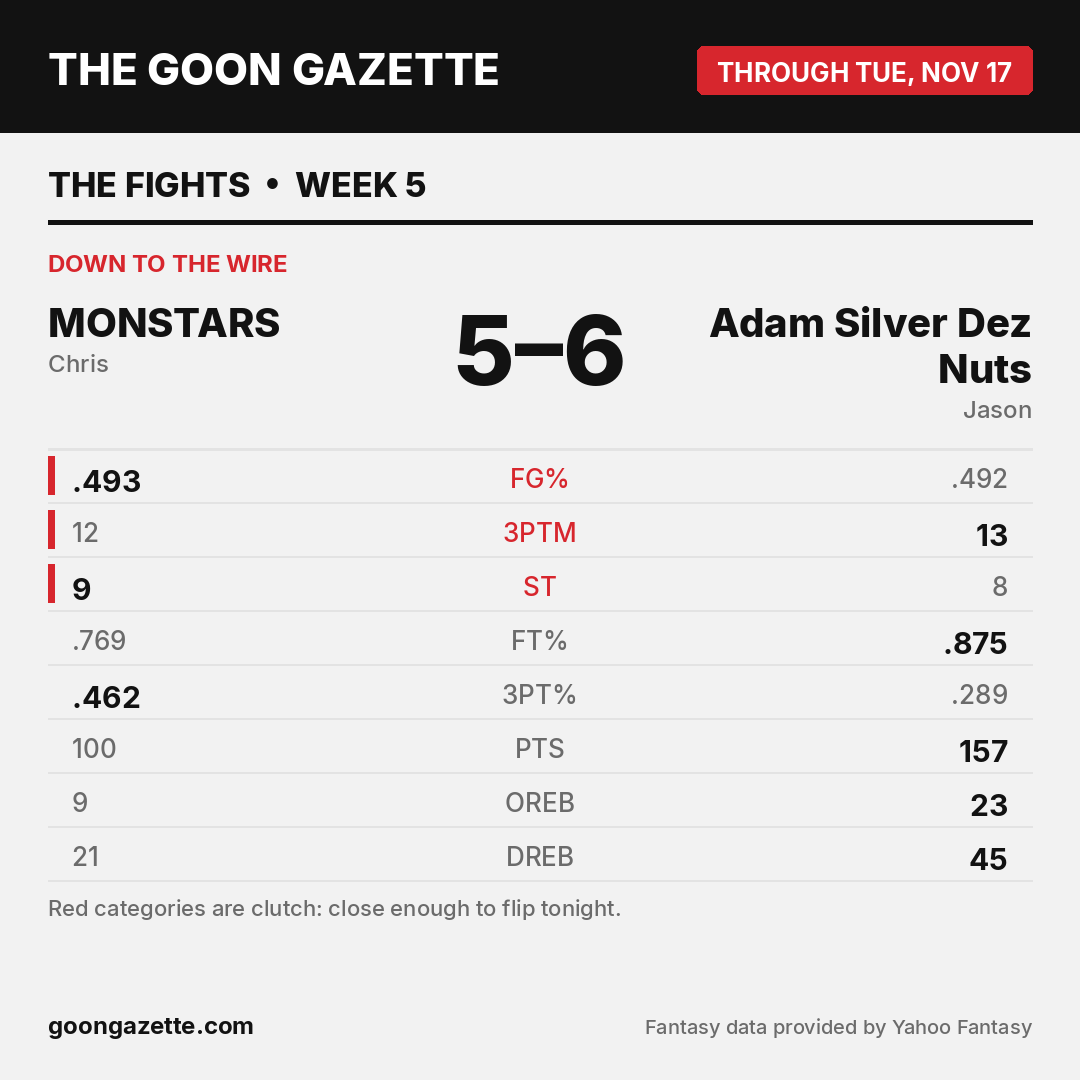 THE GOON GAZETTE
THROUGH TUE, NOV 17
THE FIGHTS • WEEK 5
DOWN TO THE WIRE
MONSTARS
Chris
5–6
Adam Silver Dez
Nuts
Jason
.493 FG% .492
12 3PTM 13
9 ST 8
.769 FT% .875
.462 3PT% .289
100 PTS 157
9 OREB 23
21 DREB 45
Red categories are clutch: close enough to flip tonight.
goongazette.com
Fantasy data provided by Yahoo Fantasy